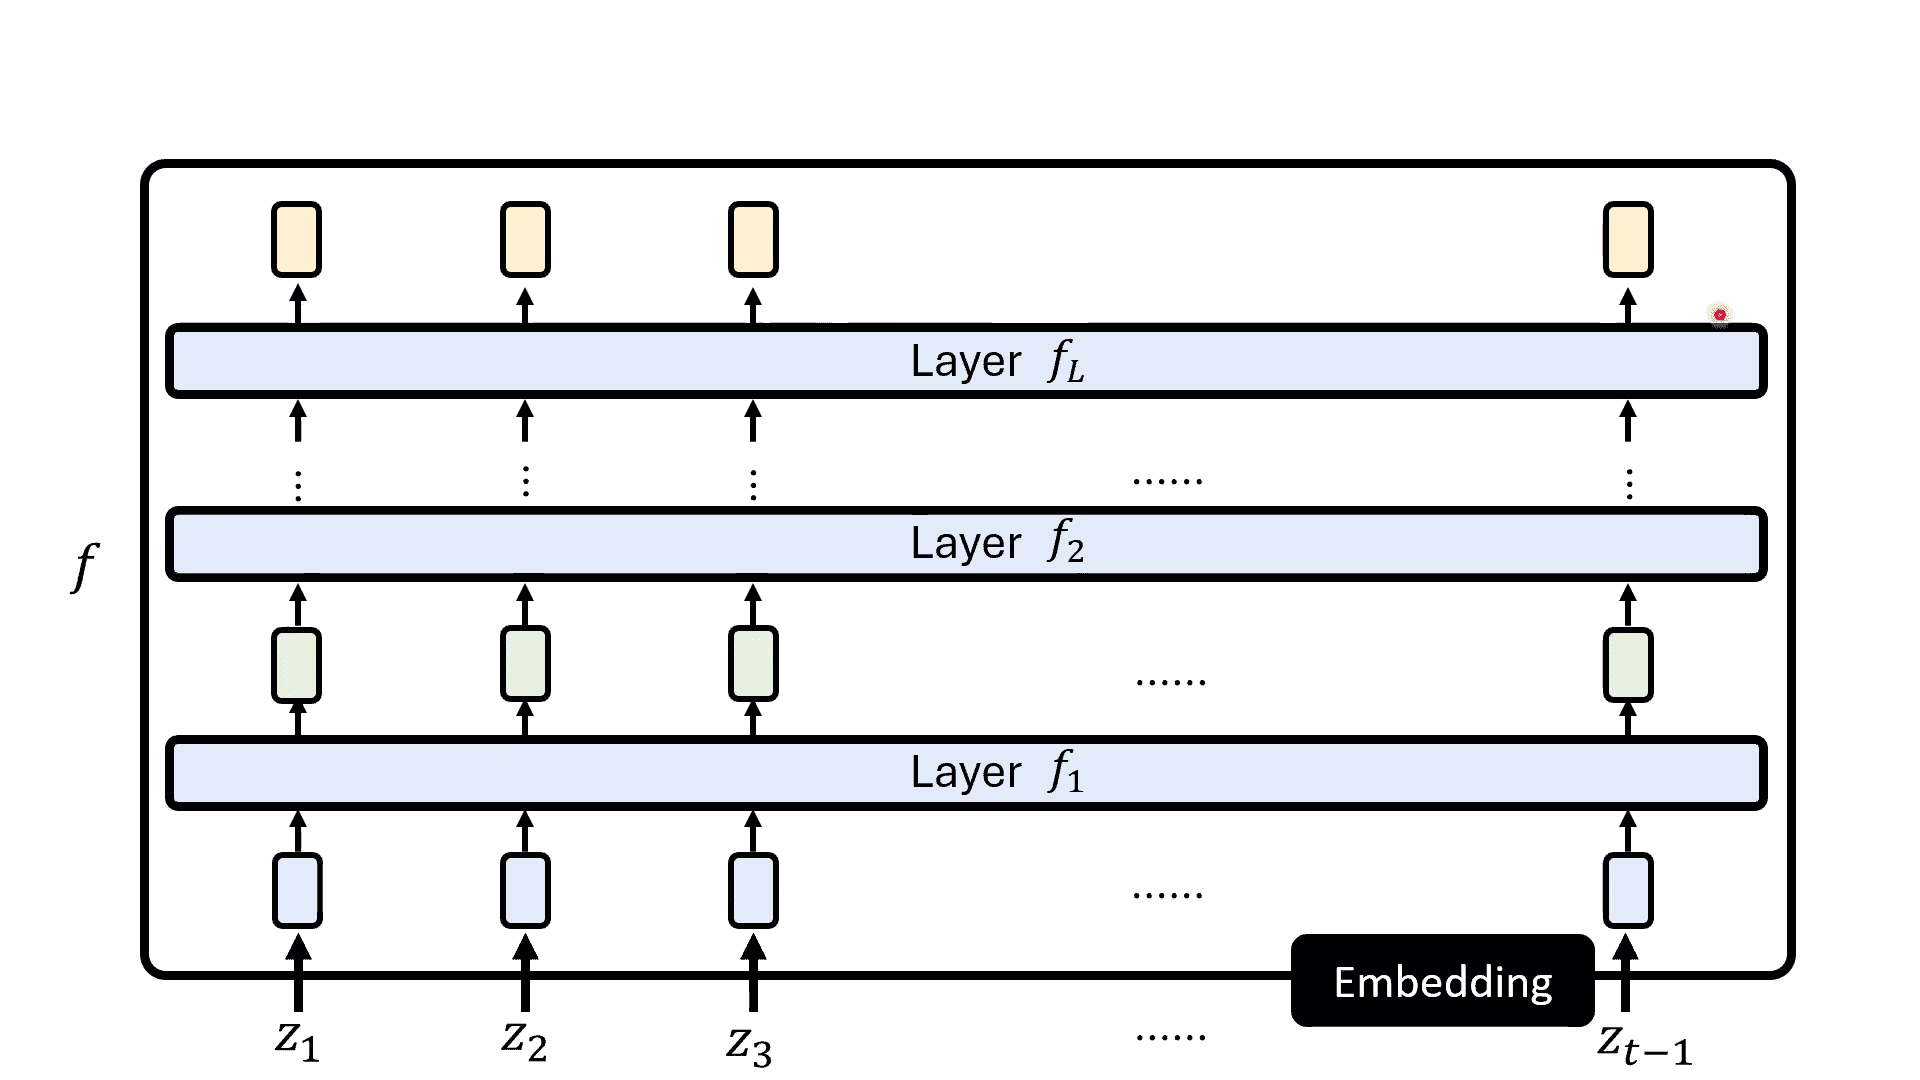 Layer f_L
......
Layer f_2
f
......
Layer f_1
......
Embedding
z_1 z_2 z_3 ...... z_{t-1}